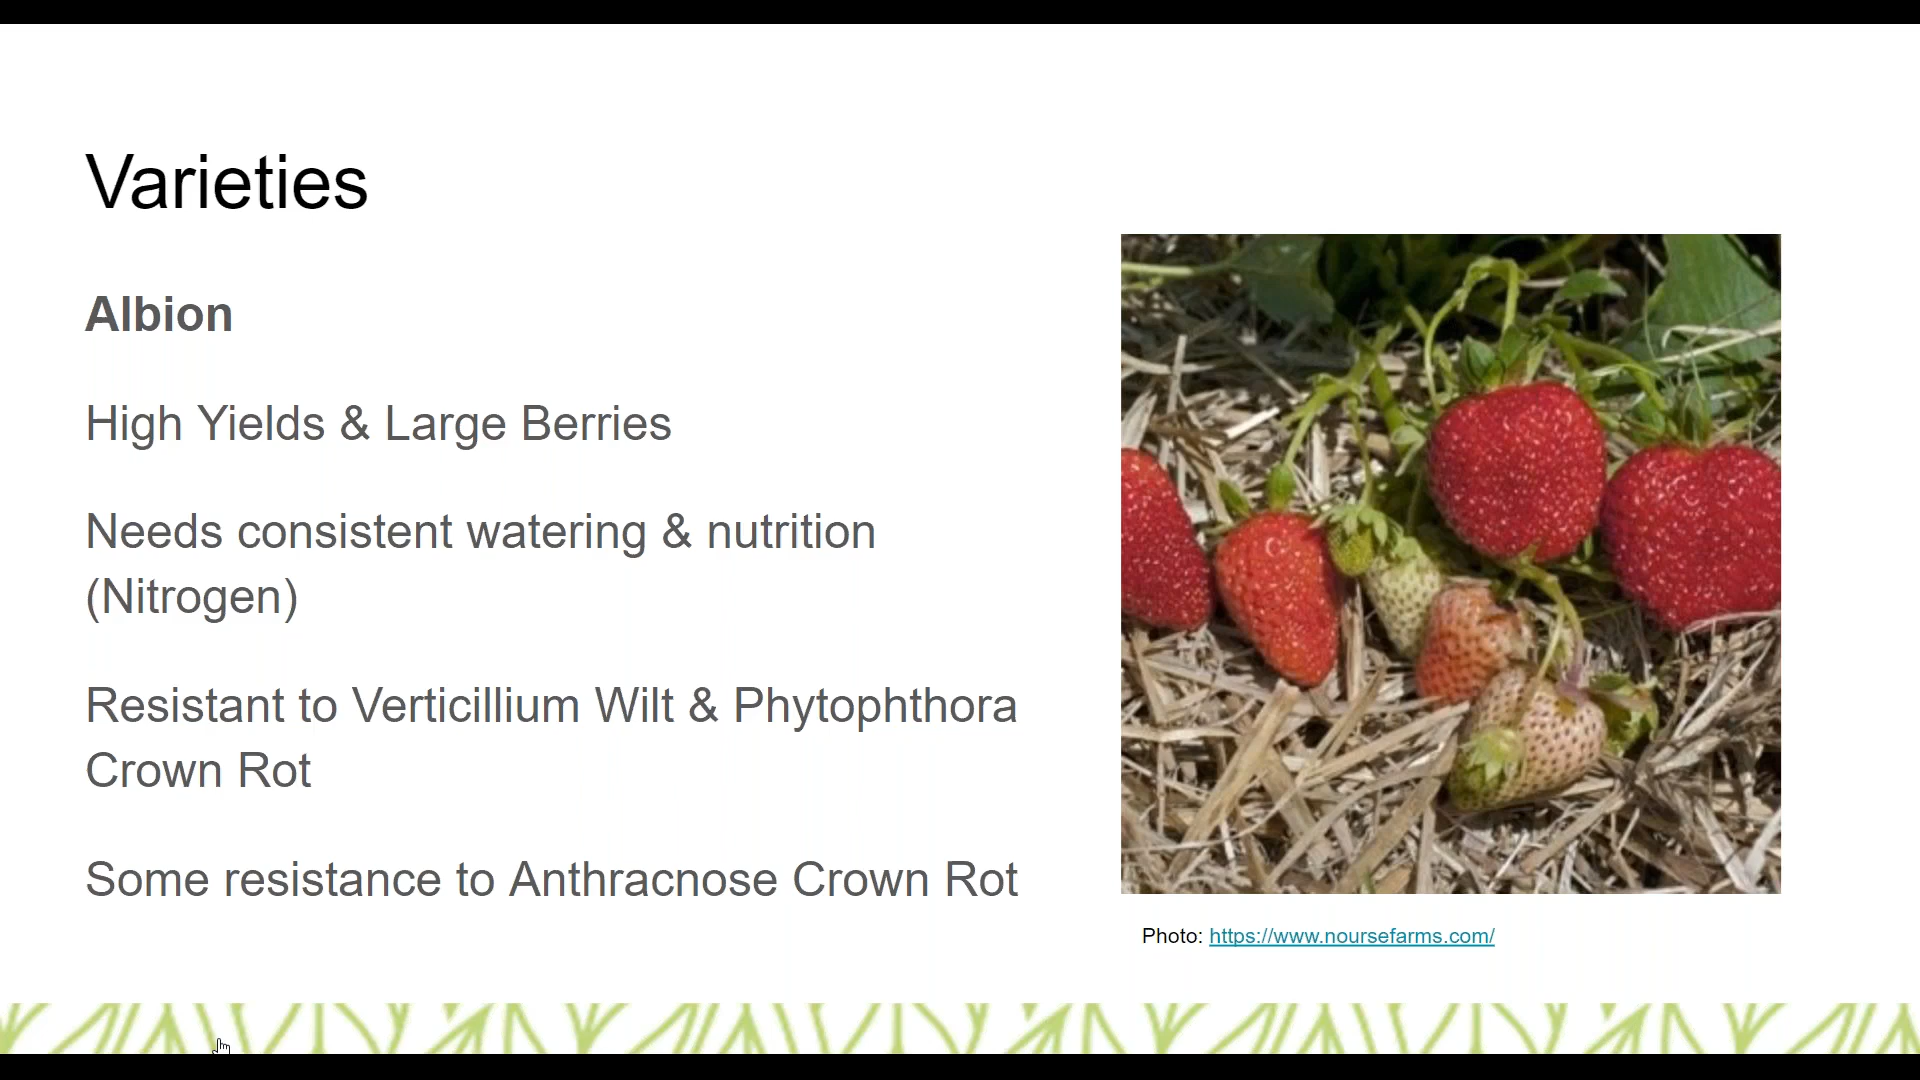 Varieties
Albion
High Yields & Large Berries
Needs consistent watering & nutrition
(Nitrogen)
Resistant to Verticillium Wilt & Phytophthora
Crown Rot
Some resistance to Anthracnose Crown Rot
Photo: https://www.noursefarms.com/